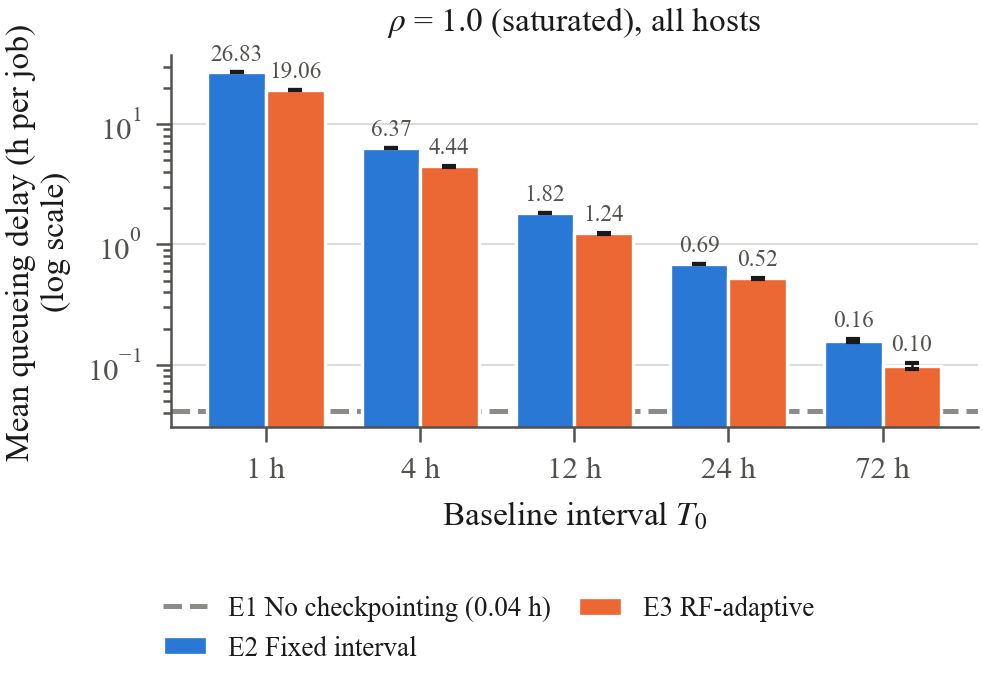 ρ = 1.0 (saturated), all hosts
Mean queueing delay (h per job)
(log scale)
10^1
10^0
10^−1
26.83
19.06
6.37
4.44
1.82
1.24
0.69
0.52
0.16
0.10
1 h
4 h
12 h
24 h
72 h
Baseline interval T_0
E1 No checkpointing (0.04 h)
E3 RF-adaptive
E2 Fixed interval